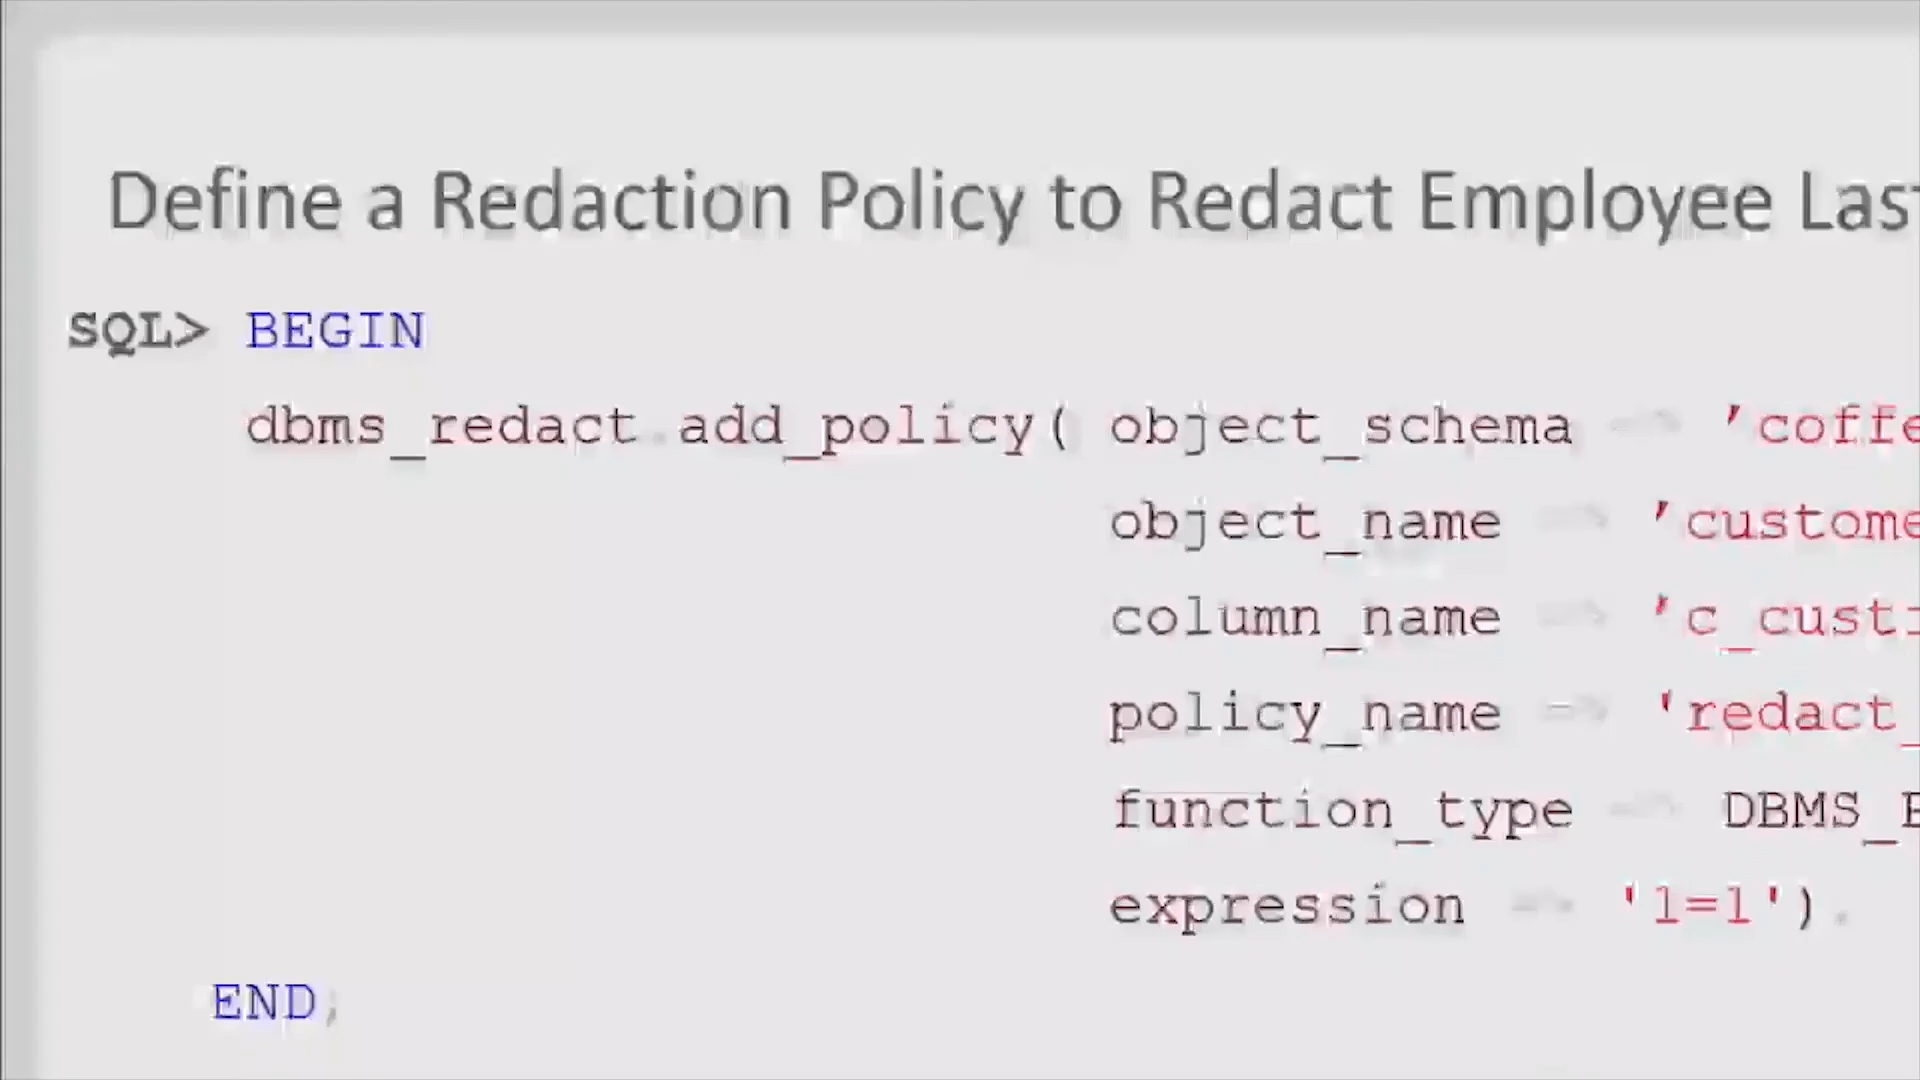 Define a Redaction Policy to Redact Employee Las
SQL> BEGIN
dbms_redact.add_policy( object_schema => 'coffe
object_name => 'custome
column_name => 'c_custi
policy_name => 'redact_
function_type => DBMS_
expression => '1=1').
END;